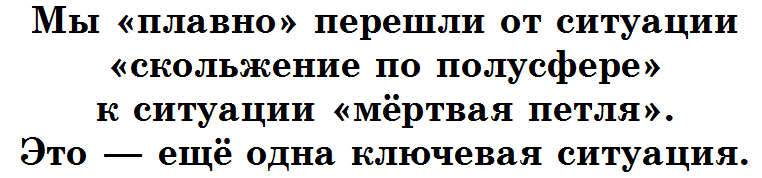 Мы «плавно» перешли от ситуации
«скольжение по полусфере»
к ситуации «мёртвая петля».
Это — ещё одна ключевая ситуация.